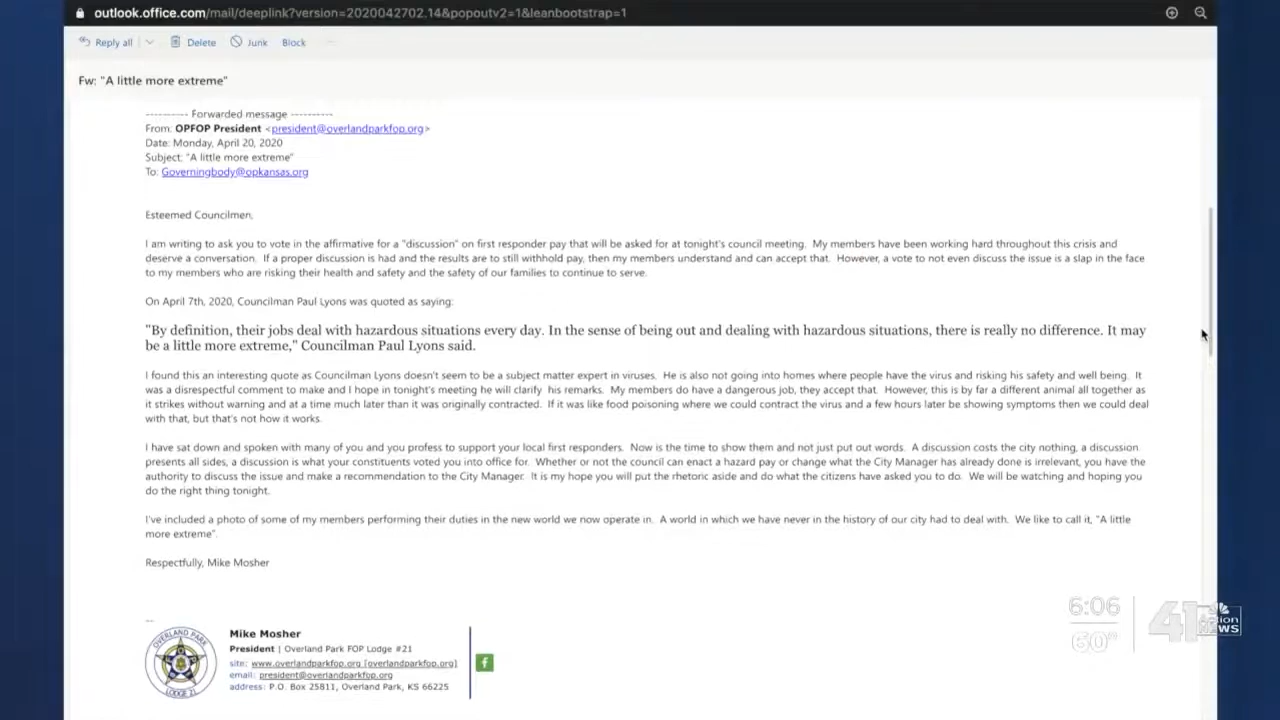 outlook.office.com/mail/deeplink?version=2020042702.14&popoutv2=1&leanbootstrap=1
Reply all Delete Junk Block ...
Fw: "A little more extreme"
---------- Forwarded message ----------
From: OPFOP President <president@overlandparkfop.org>
Date: Monday, April 20, 2020
Subject: "A little more extreme"
To: Governingbody@opkansas.org
Esteemed Councilmen,
I am writing to ask you to vote in the affirmative for a "discussion" on first responder pay that will be asked for at tonight's council meeting. My members have been working hard throughout this crisis and
deserve a conversation. If a proper discussion is had and the results are to still withhold pay, then my members understand and can accept that. However, a vote to not even discuss the issue is a slap in the face
to my members who are risking their health and safety and the safety of our families to continue to serve.
On April 7th, 2020, Councilman Paul Lyons was quoted as saying:
"By definition, their jobs deal with hazardous situations every day. In the sense of being out and dealing with hazardous situations, there is really no difference. It may
be a little more extreme," Councilman Paul Lyons said.
I found this an interesting quote as Councilman Lyons doesn't seem to be a subject matter expert in viruses. He is also not going into homes where people have the virus and risking his safety and well being. It
was a disrespectful comment to make and I hope in tonight's meeting he will clarify his remarks. My members do have a dangerous job, they accept that. However, this is by far a different animal all together as
it strikes without warning and at a time much later than it was originally contracted. If it was like food poisoning where we could contract the virus and a few hours later be showing symptoms then we could deal
with that, but that's not how it works.
I have sat down and spoken with many of you and you profess to support your local first responders. Now is the time to show them and not just put out words. A discussion costs the city nothing, a discussion
presents all sides, a discussion is what your constituents voted you into office for. Whether or not the council can enact a hazard pay or change what the City Manager has already done is irrelevant, you have the
authority to discuss the issue and make a recommendation to the City Manager. It is my hope you will put the rhetoric aside and do what the citizens have asked you to do. We will be watching and hoping you
do the right thing tonight.
I've included a photo of some of my members performing their duties in the new world we now operate in. A world in which we have never in the history of our city had to deal with. We like to call it, "A little
more extreme".
Respectfully, Mike Mosher
--
Mike Mosher
President | Overland Park FOP Lodge #21
site: www.overlandparkfop.org [overlandparkfop.org]
email: president@overlandparkfop.org
address: P.O. Box 25811, Overland Park, KS 66225
OVERLAND PARK
LODGE 21
6:06
60°
41
NEWS